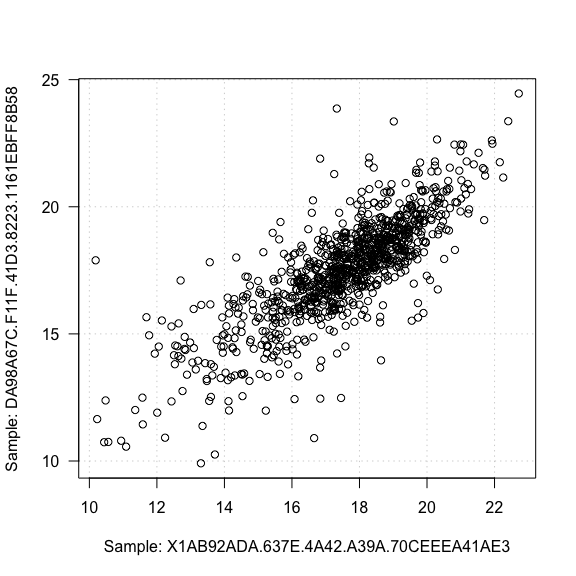 Sample: DA98A67C.F11F.41D3.8223.1161EBFF8B58
25
20
15
10
10 12 14 16 18 20 22
Sample: X1AB92ADA.637E.4A42.A39A.70CEEEA41AE3